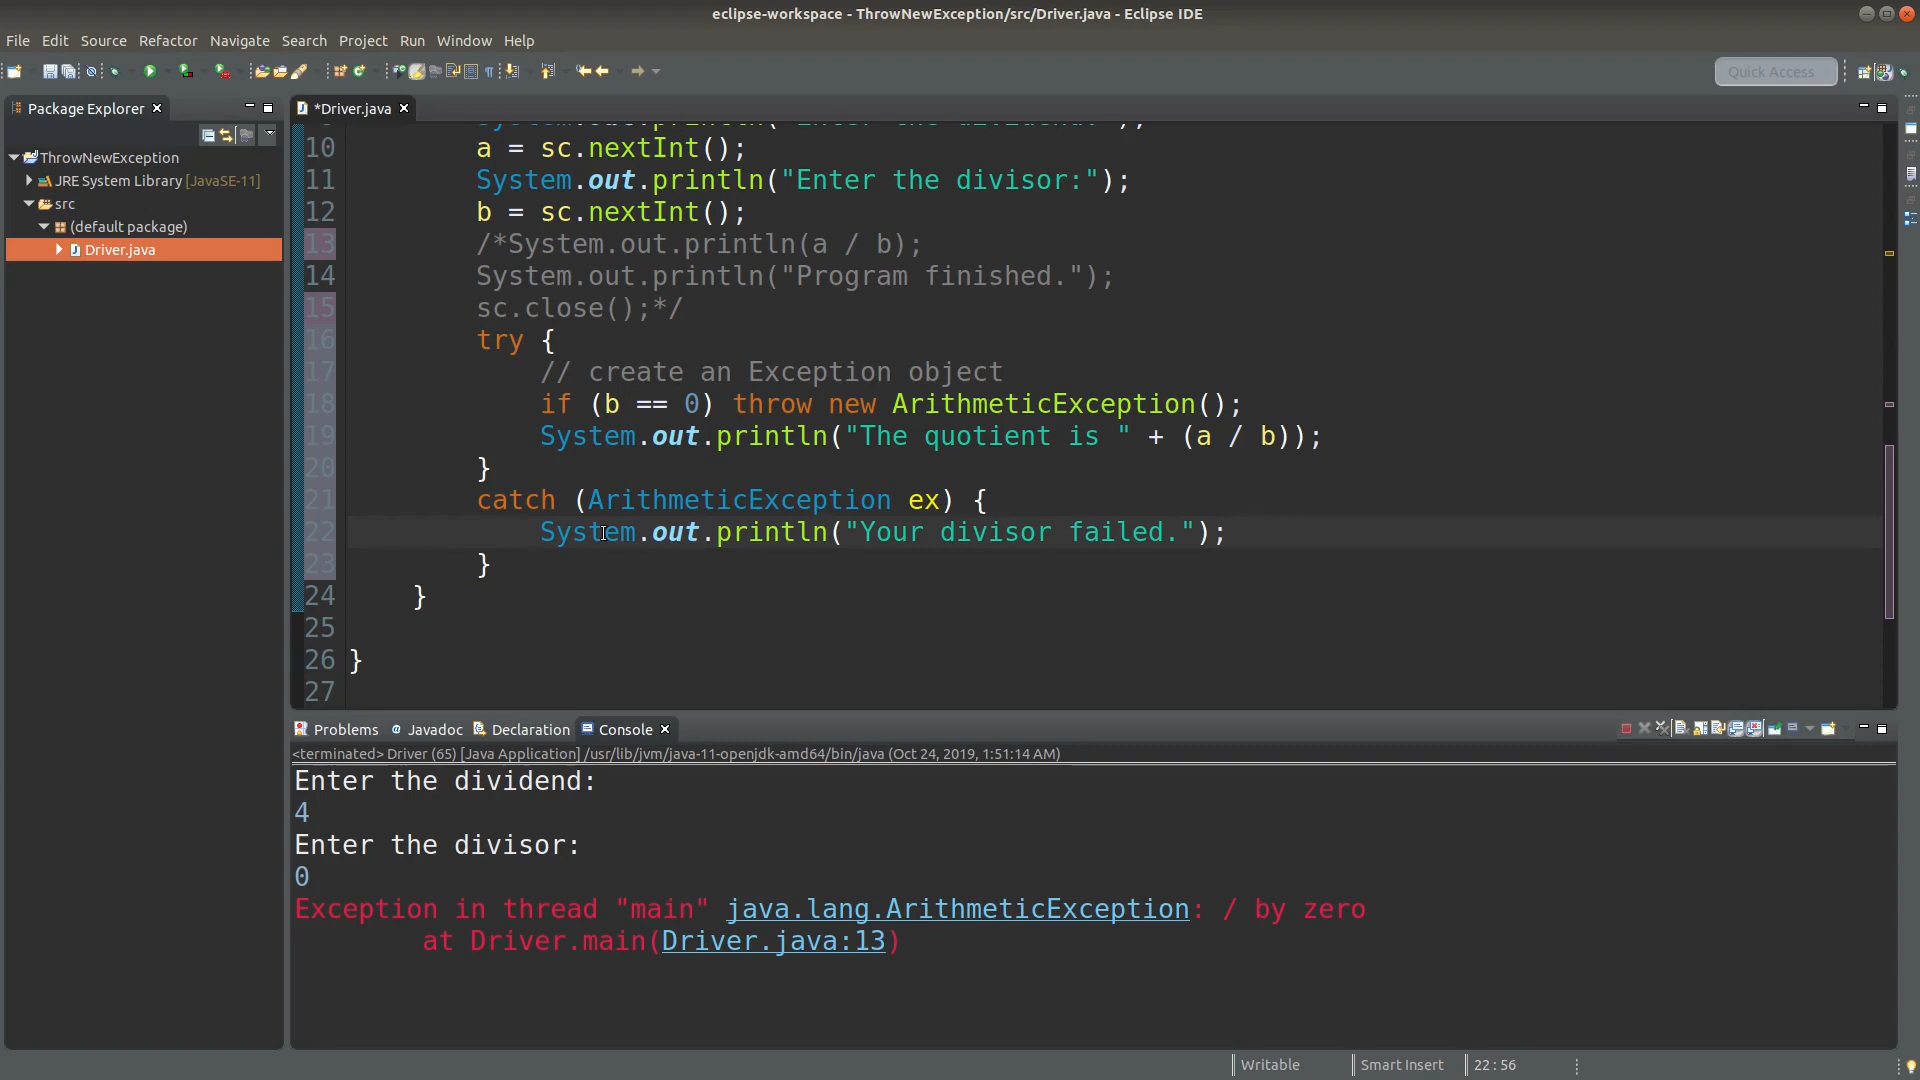 eclipse-workspace - ThrowNewException/src/Driver.java - Eclipse IDE
File Edit Source Refactor Navigate Search Project Run Window Help
Quick Access
Package Explorer
*Driver.java
ThrowNewException
JRE System Library [JavaSE-11]
src
(default package)
Driver.java
10 a = sc.nextInt();
11 System.out.println("Enter the divisor:");
12 b = sc.nextInt();
13 /*System.out.println(a / b);
14 System.out.println("Program finished.");
15 sc.close();*/
16 try {
17 // create an Exception object
18 if (b == 0) throw new ArithmeticException();
19 System.out.println("The quotient is " + (a / b));
20 }
21 catch (ArithmeticException ex) {
22 System.out.println("Your divisor failed.");
23 }
24 }
25
26 }
27
Problems Javadoc Declaration Console
<terminated> Driver (65) [Java Application] /usr/lib/jvm/java-11-openjdk-amd64/bin/java (Oct 24, 2019, 1:51:14 AM)
Enter the dividend:
4
Enter the divisor:
0
Exception in thread "main" java.lang.ArithmeticException: / by zero
at Driver.main(Driver.java:13)
Writable Smart Insert 22 : 56